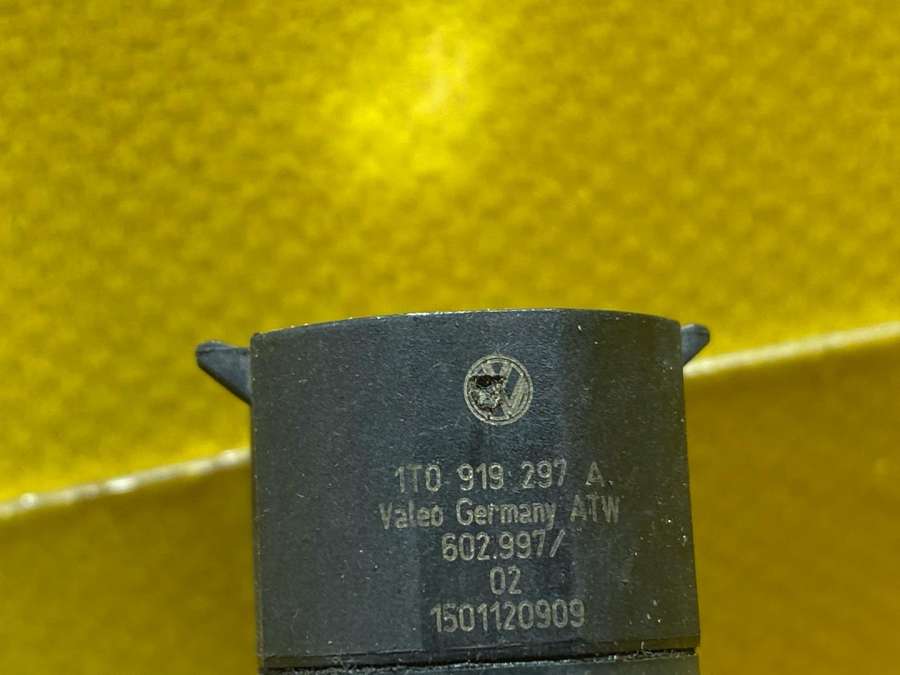 1T0 919 297 A
Valeo Germany ATW
602.997/
02
1501120909